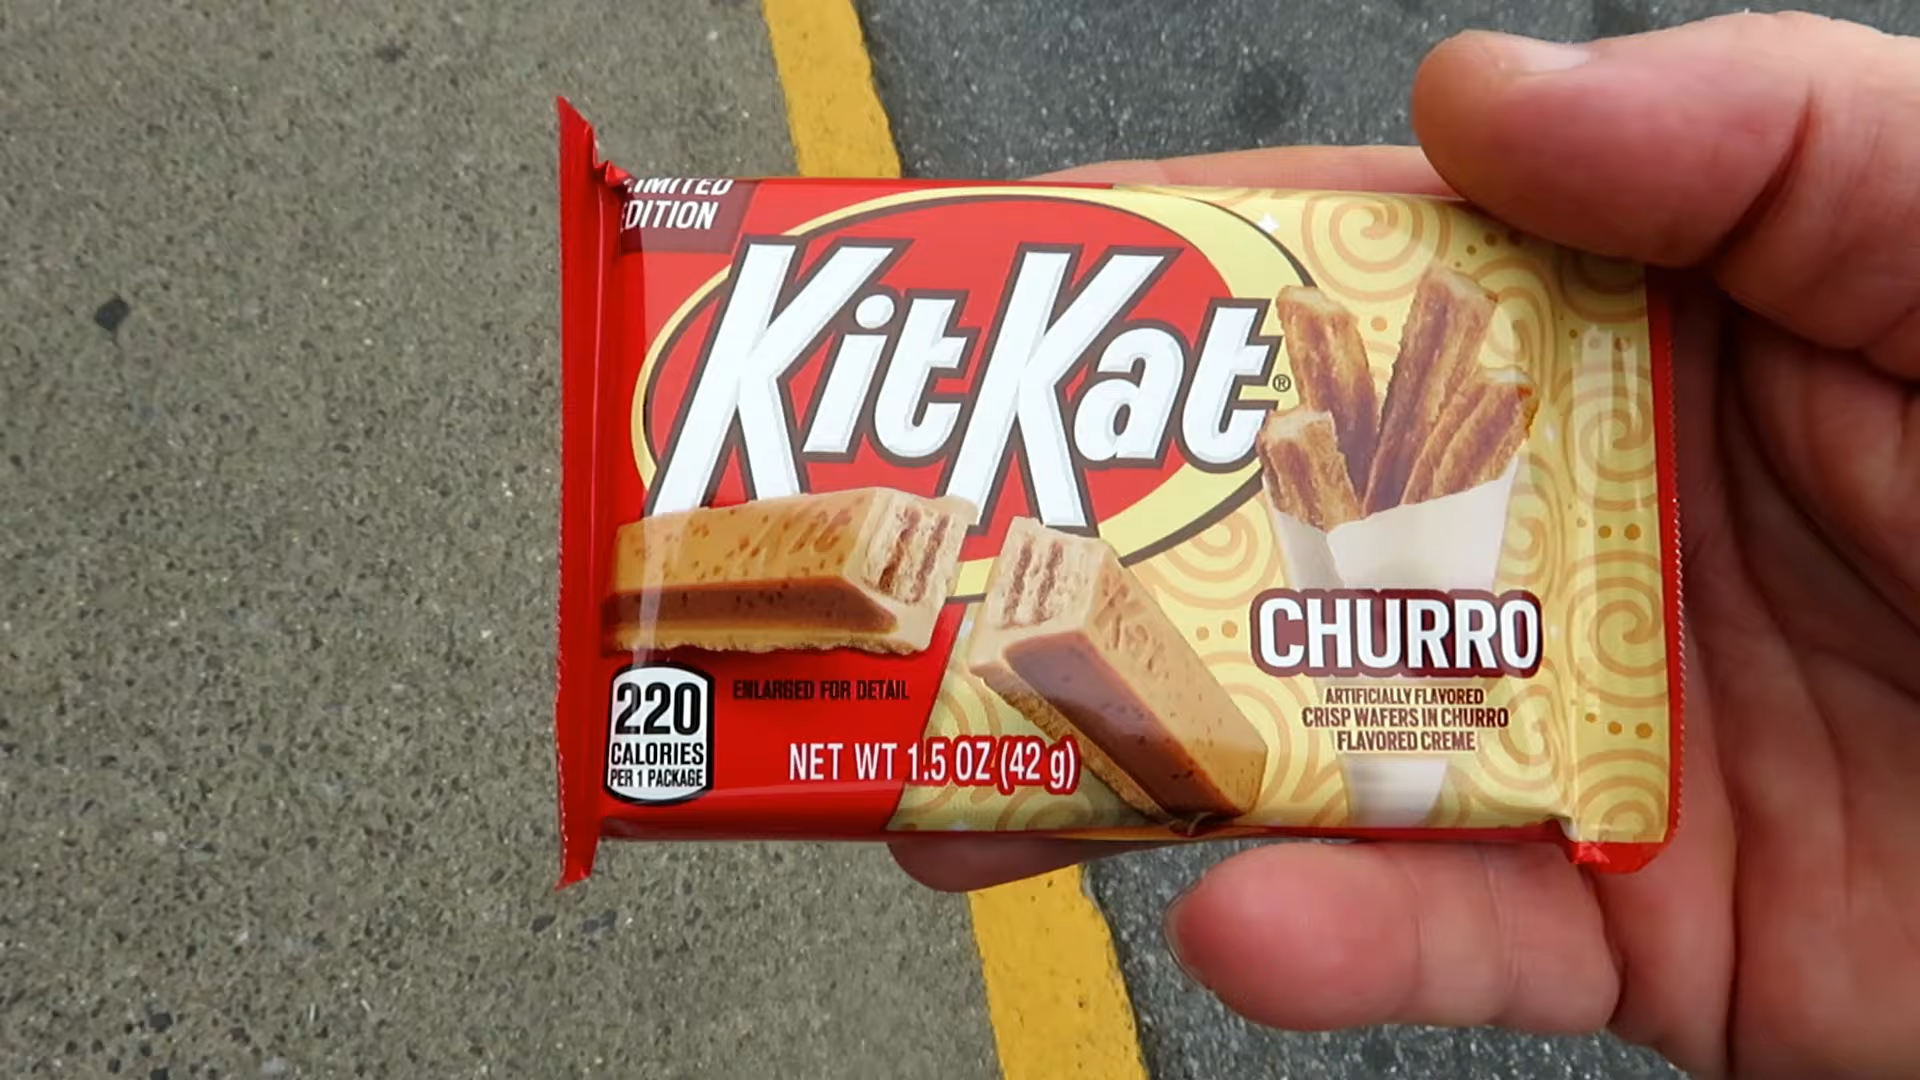 LIMITED
EDITION
KitKat®
CHURRO
ARTIFICIALLY FLAVORED
CRISP WAFERS IN CHURRO
FLAVORED CREME
220
CALORIES
PER 1 PACKAGE
ENLARGED FOR DETAIL
NET WT 1.5 OZ (42 g)